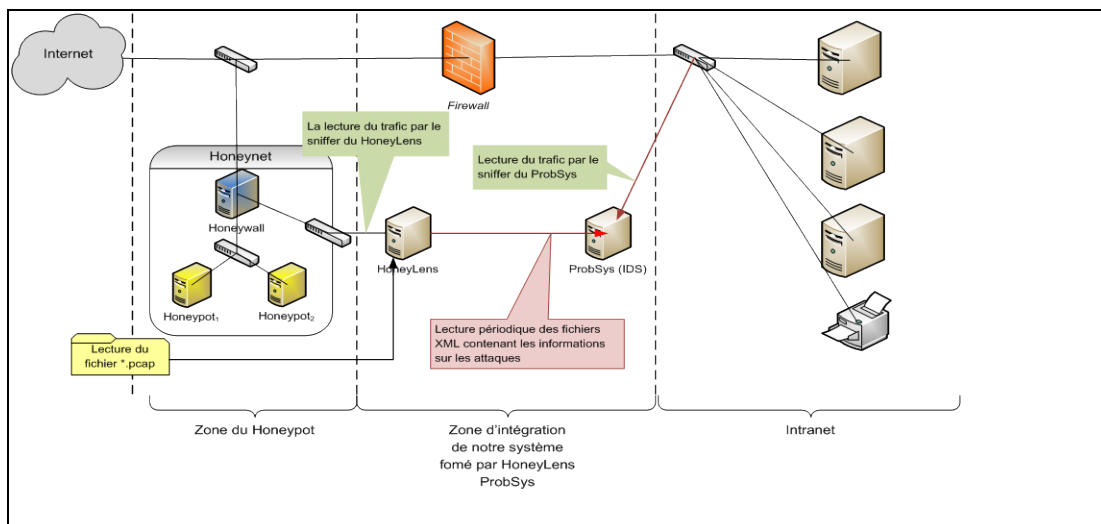 Internet
Firewall
La lecture du trafic par le
sniffer du HoneyLens
Lecture du trafic par le
sniffer du ProbSys
Honeynet
Honeywall
HoneyLens
ProbSys (IDS)
Honeypot₁
Honeypot₂
Lecture du
fichier *.pcap
Lecture périodique des fichiers
XML contenant les informations
sur les attaques
Zone du Honeypot
Zone d'intégration
de notre système
fomé par HoneyLens
ProbSys
Intranet